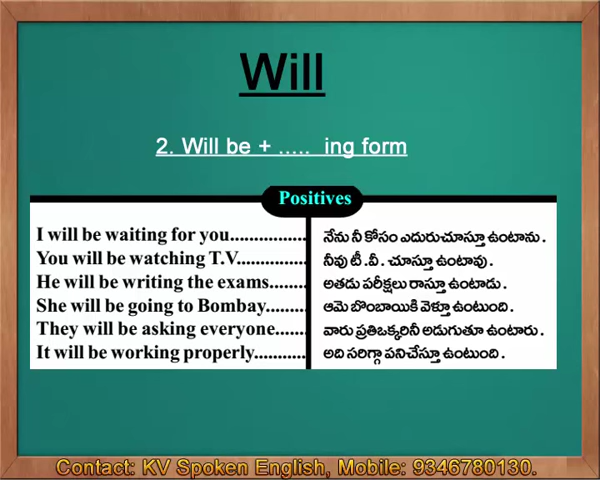 Will
2. Will be + ..... ing form
Positives
I will be waiting for you................ నేను నీ కోసం ఎదురుచూస్తూ ఉంటాను.
You will be watching T.V............... నీవు టీ.వీ. చూస్తూ ఉంటావు.
He will be writing the exams........ అతడు పరీక్షలు రాస్తూ ఉంటాడు.
She will be going to Bombay......... ఆమె బొంబాయికి వెళ్తూ ఉంటుంది.
They will be asking everyone....... వారు ప్రతిఒక్కరినీ అడుగుతూ ఉంటారు.
It will be working properly........... అది సరిగ్గా పనిచేస్తూ ఉంటుంది.
Contact: KV Spoken English, Mobile: 9346780130.